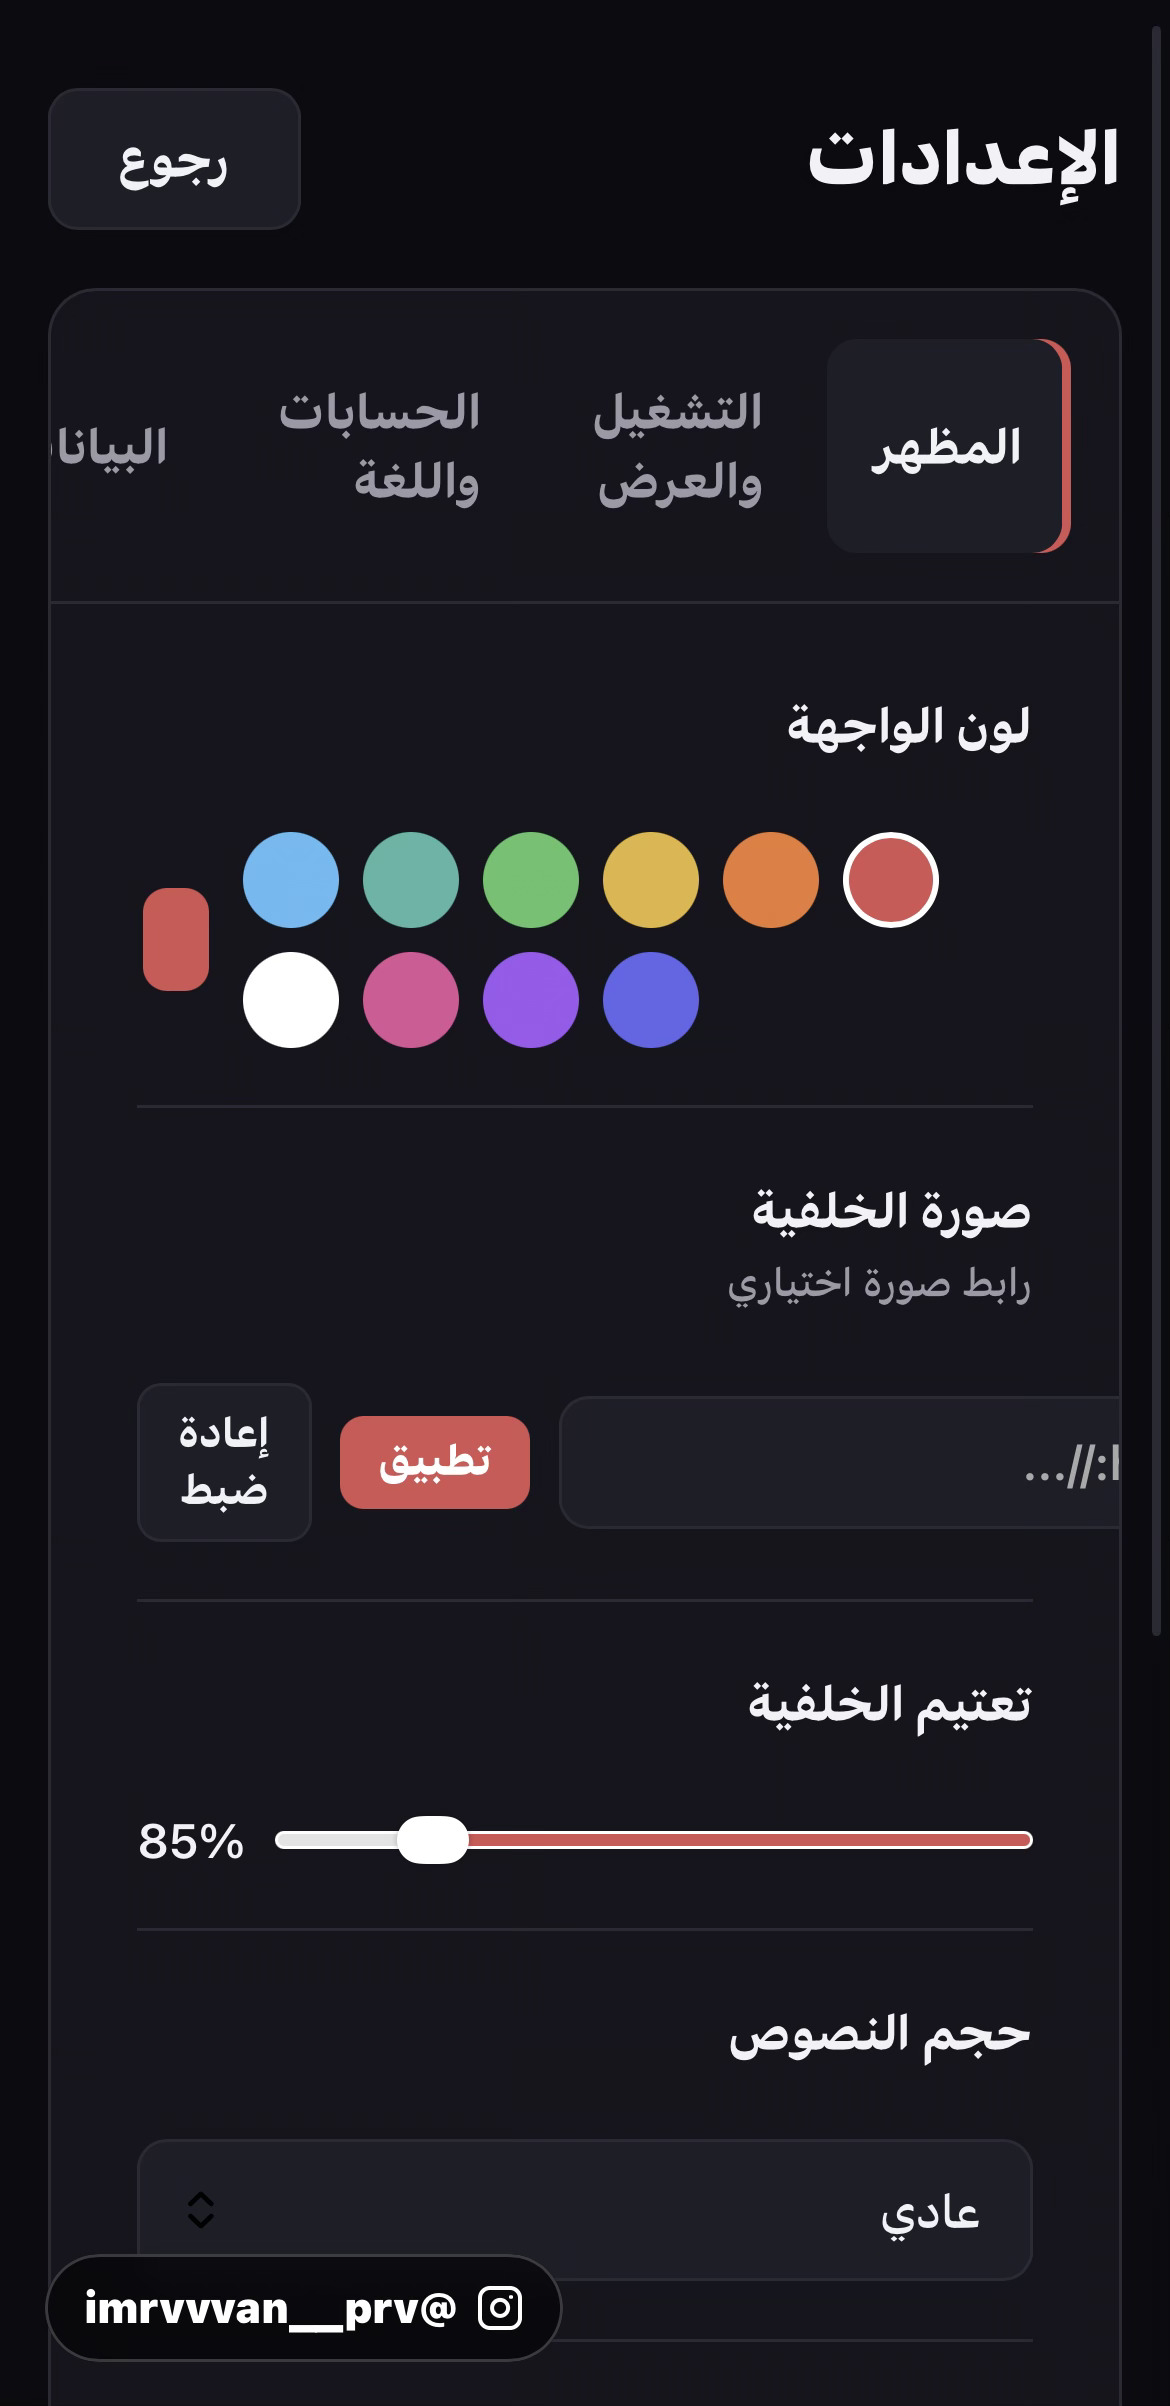 الإعدادات
رجوع
المظهر
التشغيل
والعرض
الحسابات
واللغة
لون الواجهة
صورة الخلفية
رابط صورة اختياري
://...
تطبيق
إعادة
ضبط
تعتيم الخلفية
85%
حجم النصوص
عادي
imrvvvan__prv@